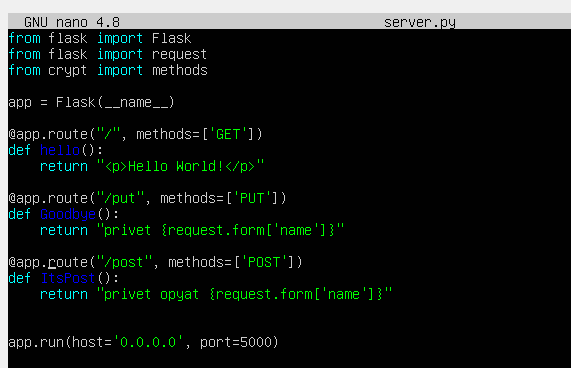 GNU nano 4.8 server.py
from flask import Flask
from flask import request
from crypt import methods
app = Flask(__name__)
@app.route("/", methods=['GET'])
def hello():
    return "<p>Hello World!</p>"
@app.route("/put", methods=['PUT'])
def Goodbye():
    return "privet {request.form['name']}"
@app.route("/post", methods=['POST'])
def ItsPost():
    return "privet opyat {request.form['name']}"
app.run(host='0.0.0.0', port=5000)